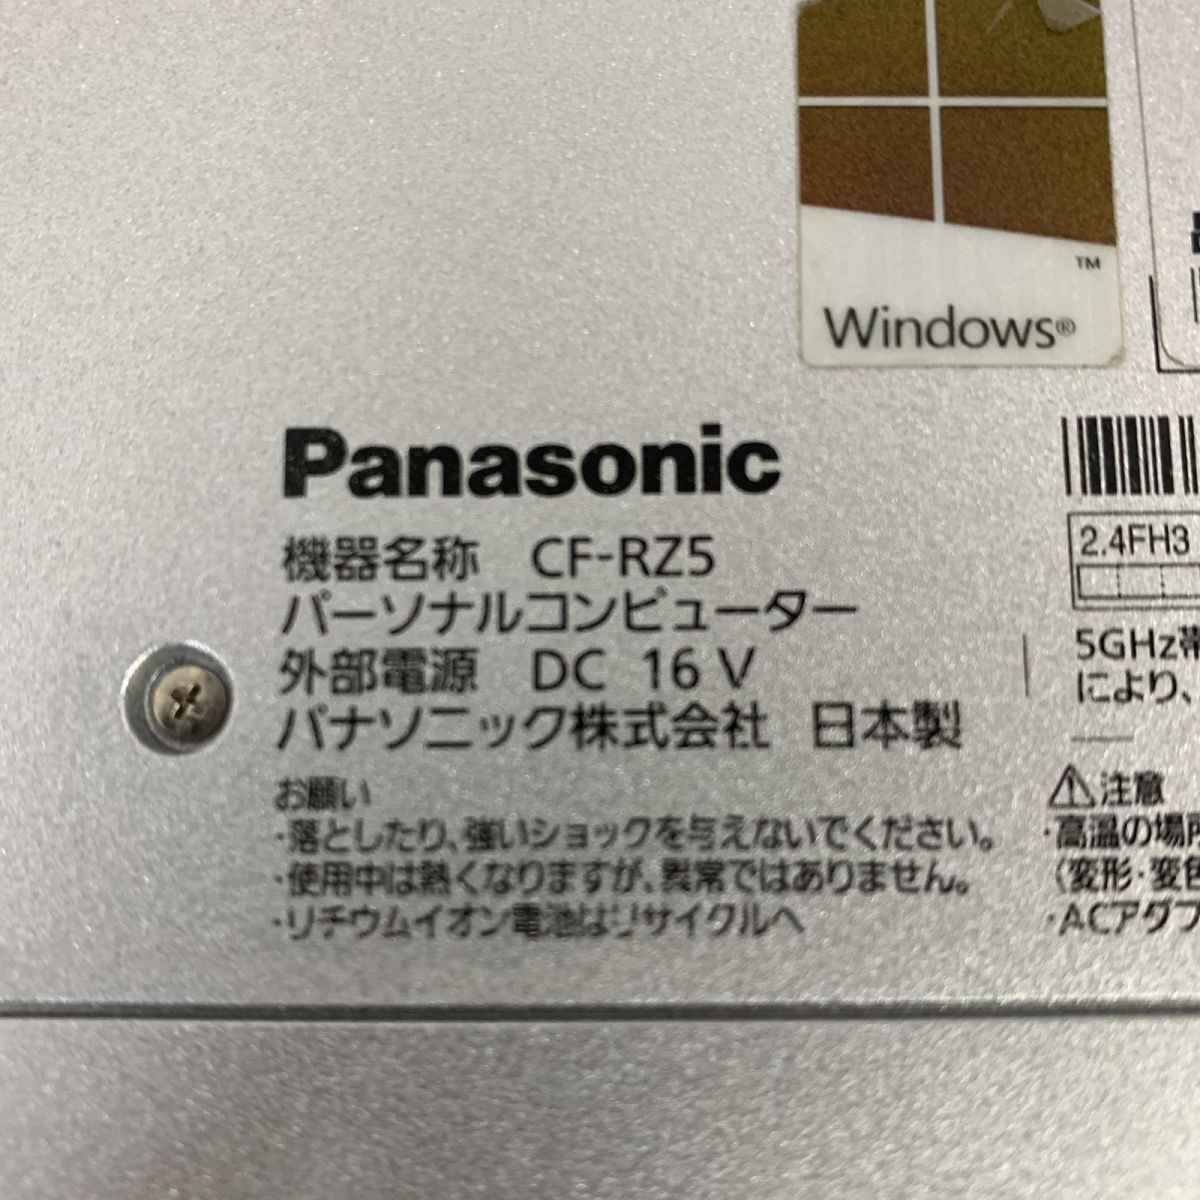 TM
Windows®
Panasonic
機器名称 CF-RZ5
パーソナルコンピューター
外部電源 DC 16 V
パナソニック株式会社 日本製
お願い
・落としたり、強いショックを与えないでください。
・使用中は熱くなりますが、異常ではありません。
・リチウムイオン電池はリサイクルへ
2.4FH3
5GHz帯
により、
⚠注意
・高温の場所
(変形・変色
・ACアダプ